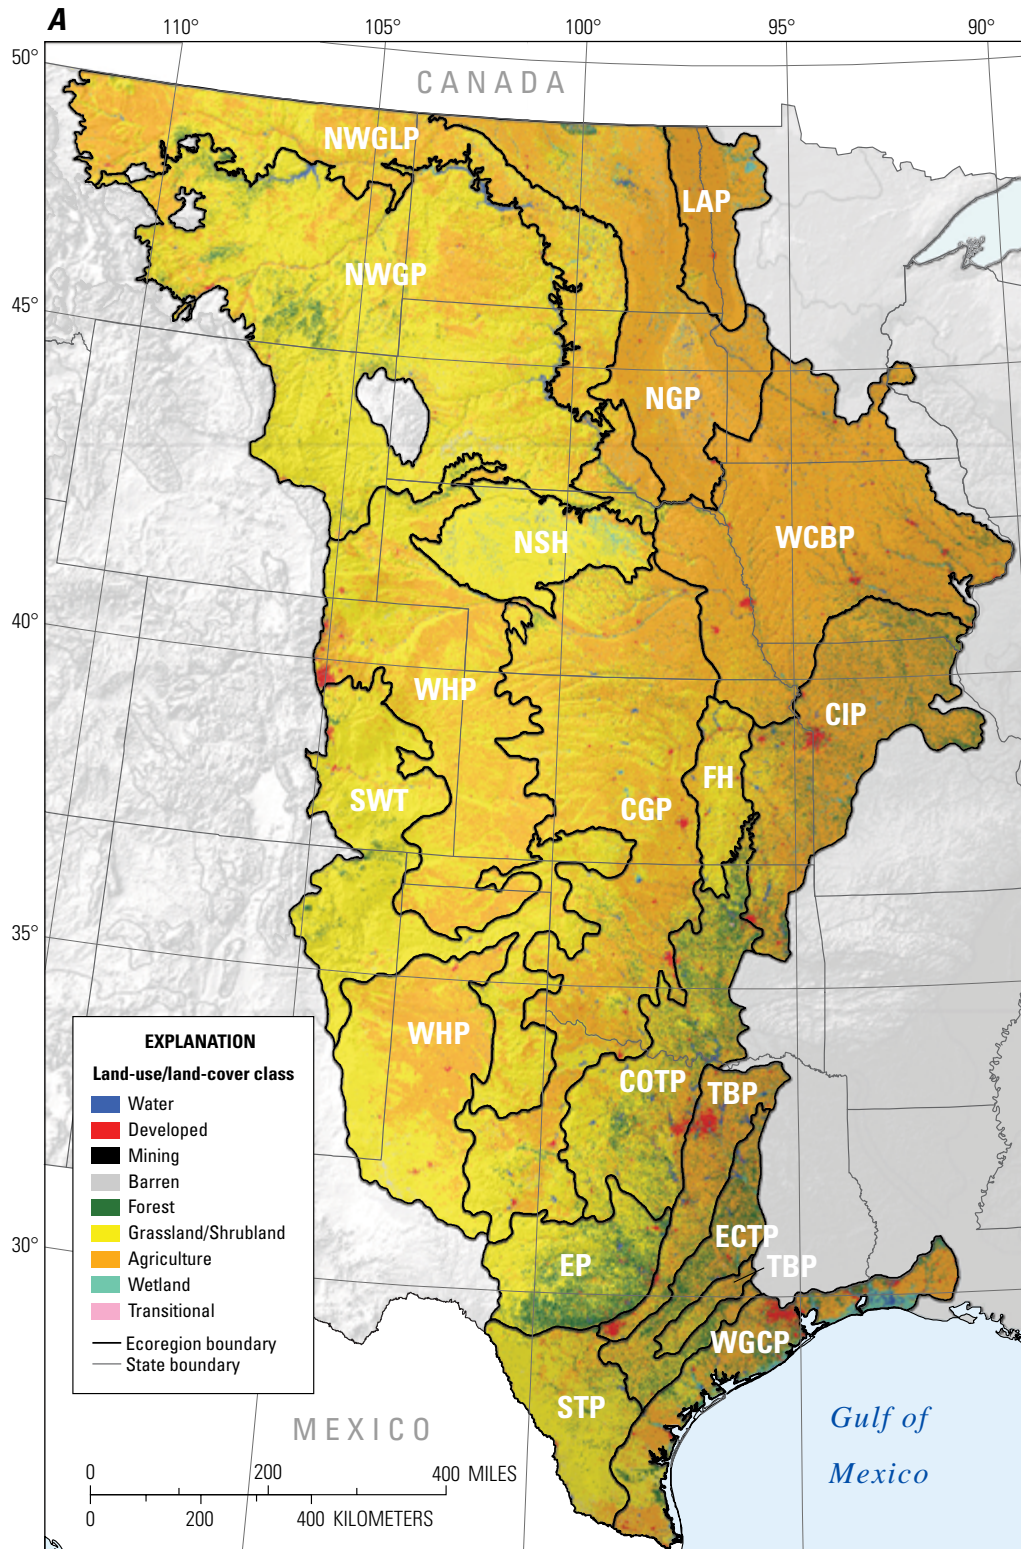 A
110°
105°
100°
95°
90°
50°
CANADA
NWGLP
LAP
NWGP
45°
NGP
NSH
WCBP
40°
WHP
CIP
FH
SWT
CGP
35°
WHP
COTP
TBP
30°
ECTP
EP
TBP
WGCP
STP
EXPLANATION
Land-use/land-cover class
Water
Developed
Mining
Barren
Forest
Grassland/Shrubland
Agriculture
Wetland
Transitional
Ecoregion boundary
State boundary
MEXICO
Gulf of
Mexico
0 200 400 MILES
0 200 400 KILOMETERS